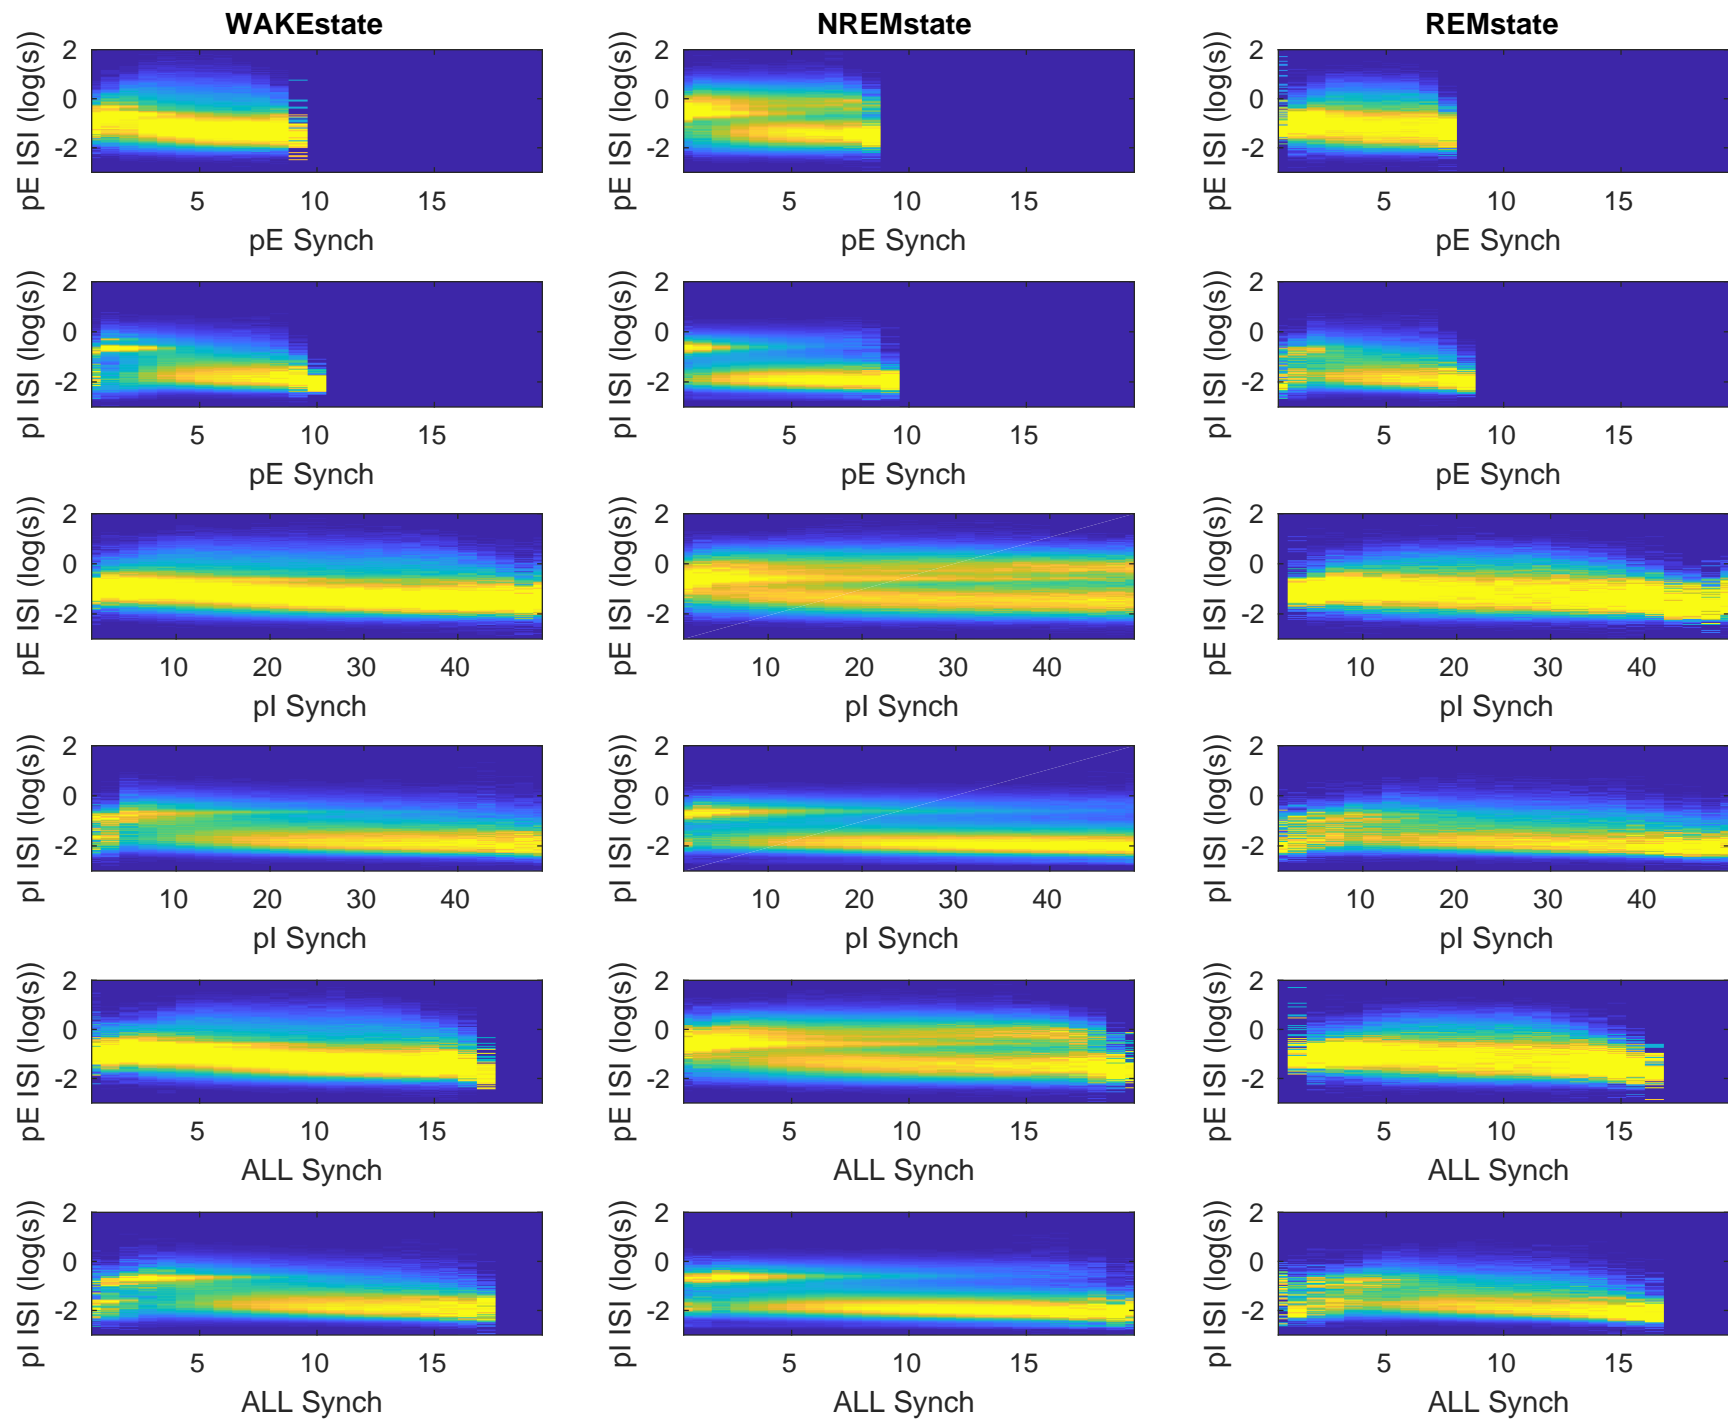 WAKEstate NREMstate REMstate
2 2 2
0 0 0
-2 -2 -2
pE ISI (log(s)) pE ISI (log(s)) pE ISI (log(s))
5 10 15 5 10 15 5 10 15
pE Synch pE Synch pE Synch
2 2 2
0 0 0
-2 -2 -2
pI ISI (log(s)) pI ISI (log(s)) pI ISI (log(s))
5 10 15 5 10 15 5 10 15
pE Synch pE Synch pE Synch
2 2 2
0 0 0
-2 -2 -2
pE ISI (log(s)) pE ISI (log(s)) pE ISI (log(s))
10 20 30 40 10 20 30 40 10 20 30 40
pI Synch pI Synch pI Synch
2 2 2
0 0 0
-2 -2 -2
pI ISI (log(s)) pI ISI (log(s)) pI ISI (log(s))
10 20 30 40 10 20 30 40 10 20 30 40
pI Synch pI Synch pI Synch
2 2 2
0 0 0
-2 -2 -2
pE ISI (log(s)) pE ISI (log(s)) pE ISI (log(s))
5 10 15 5 10 15 5 10 15
ALL Synch ALL Synch ALL Synch
2 2 2
0 0 0
-2 -2 -2
pI ISI (log(s)) pI ISI (log(s)) pI ISI (log(s))
5 10 15 5 10 15 5 10 15
ALL Synch ALL Synch ALL Synch